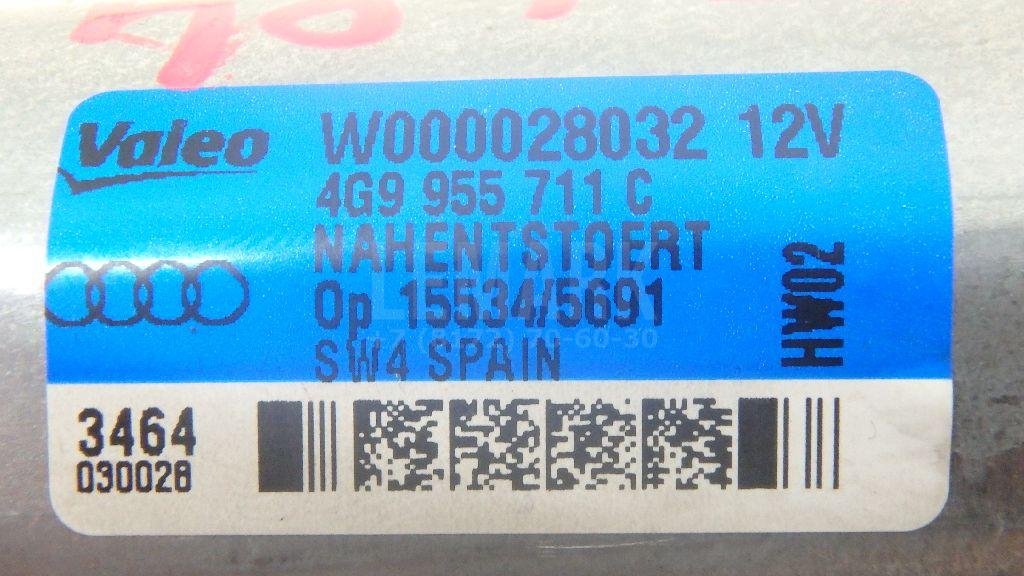 Valeo W000028032 12V
4G9 955 711 C
NAHENTSTOERT
Op 15534/5691
SW4 SPAIN
HW02
3464
030028